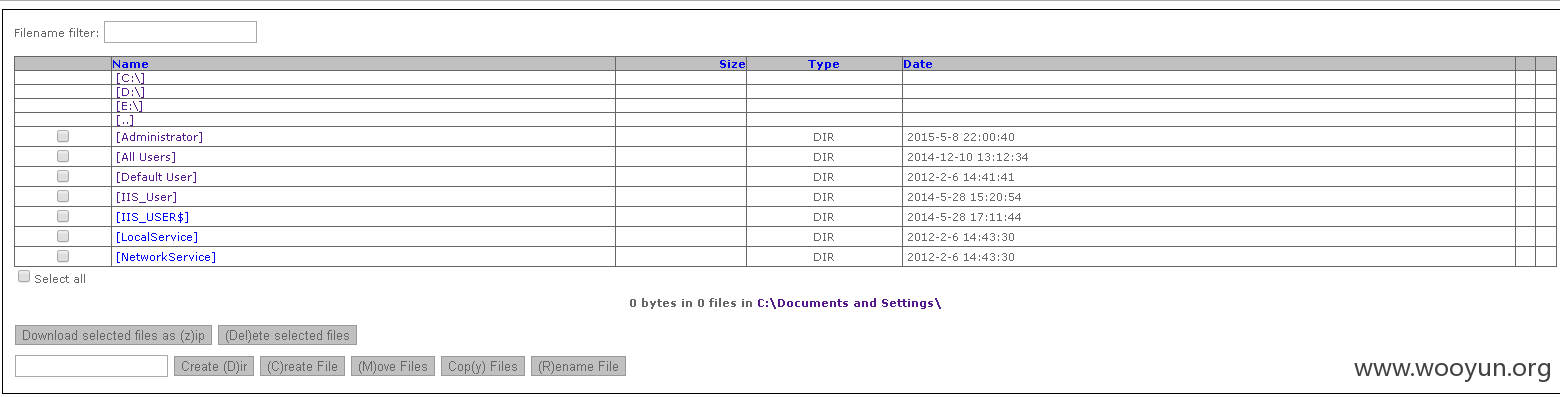 Filename filter:
Name Size Type Date
[C:\]
[D:\]
[E:\]
[..]
[Administrator] DIR 2015-5-8 22:00:40
[All Users] DIR 2014-12-10 13:12:34
[Default User] DIR 2012-2-6 14:41:41
[IIS_User] DIR 2014-5-28 15:20:54
[IIS_USER$] DIR 2014-5-28 17:11:44
[LocalService] DIR 2012-2-6 14:43:30
[NetworkService] DIR 2012-2-6 14:43:30
Select all
0 bytes in 0 files in C:\Documents and Settings\
Download selected files as (z)ip (Del)ete selected files
Create (D)ir (C)reate File (M)ove Files Cop(y) Files (R)ename File
www.wooyun.org